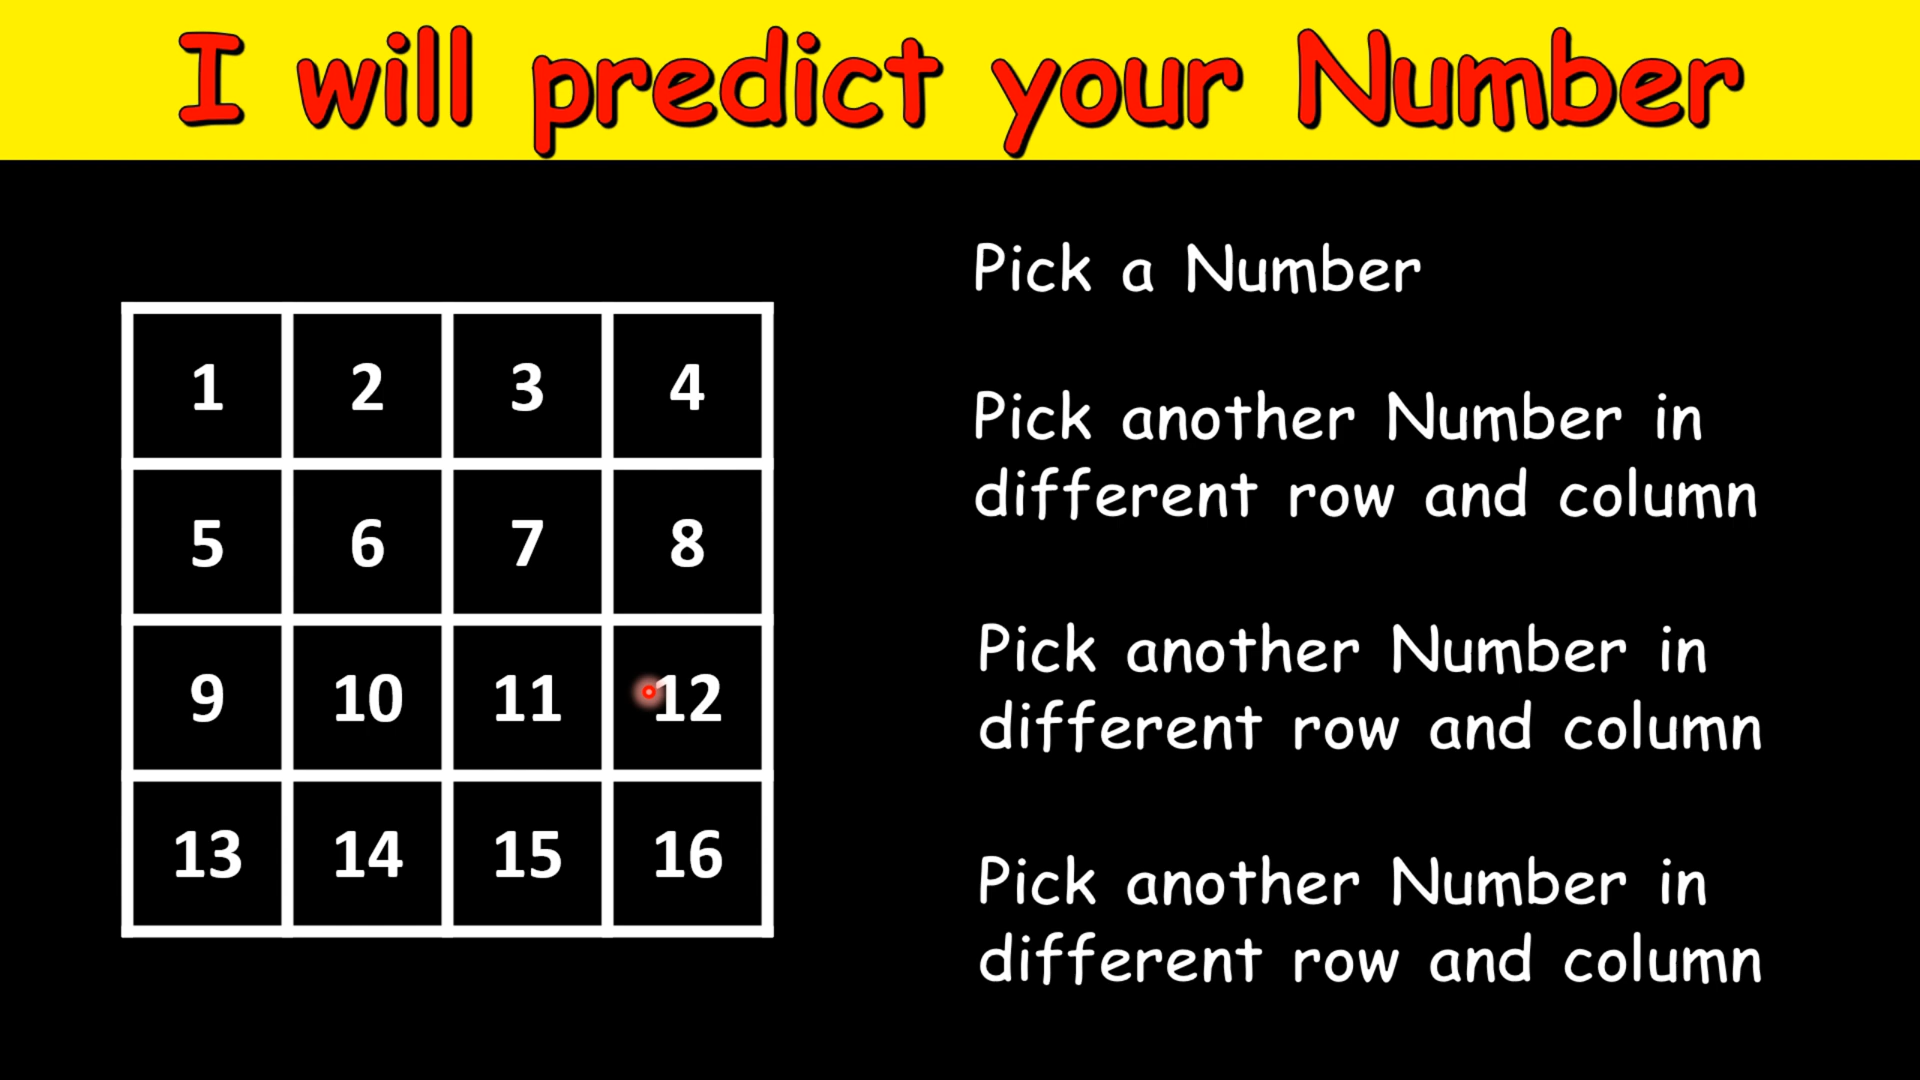 I will predict your Number
1 2 3 4
5 6 7 8
9 10 11 12
13 14 15 16
Pick a Number
Pick another Number in
different row and column
Pick another Number in
different row and column
Pick another Number in
different row and column